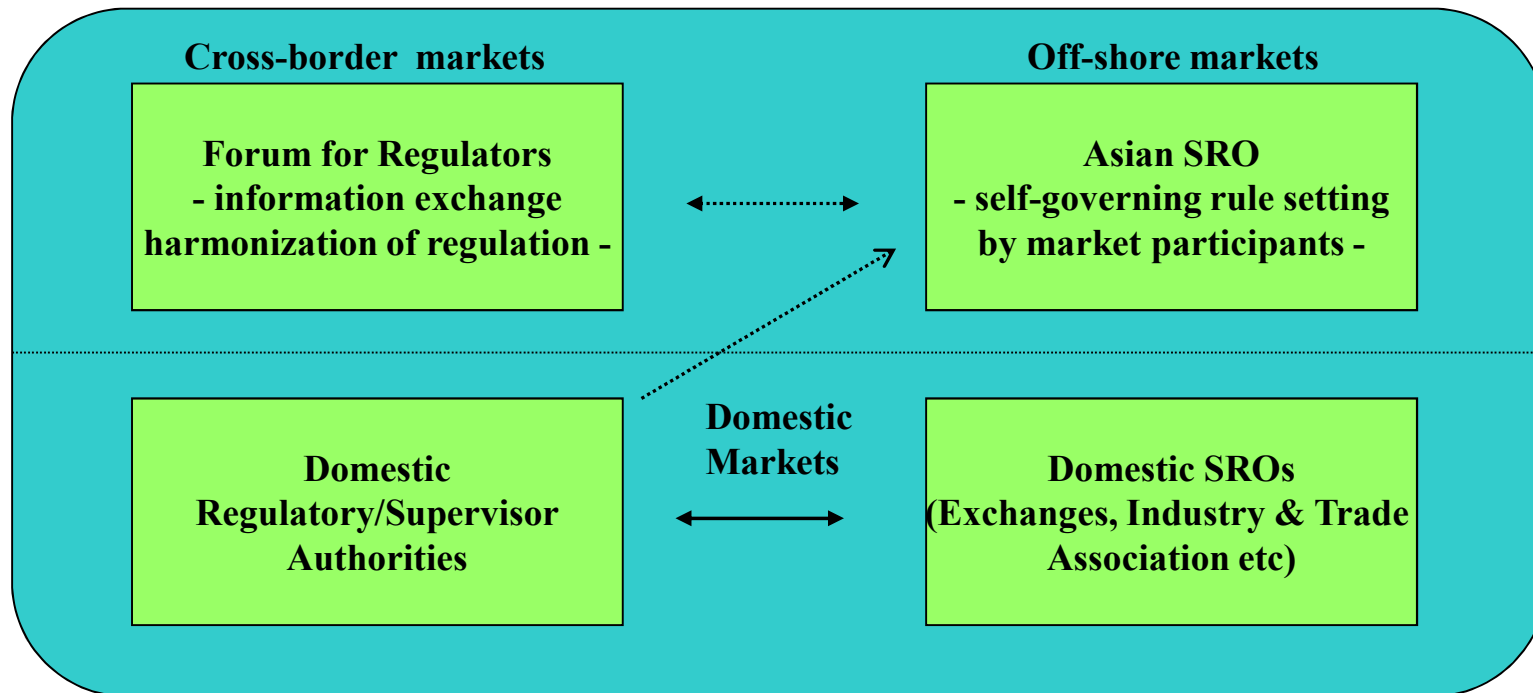 Cross-border  markets
Off-shore markets
Forum for Regulators
- information exchange
harmonization of regulation -
Asian SRO
- self-governing rule setting
by market participants -
Domestic
Markets
Domestic
Regulatory/Supervisor
Authorities
Domestic SROs
(Exchanges, Industry & Trade
Association etc)